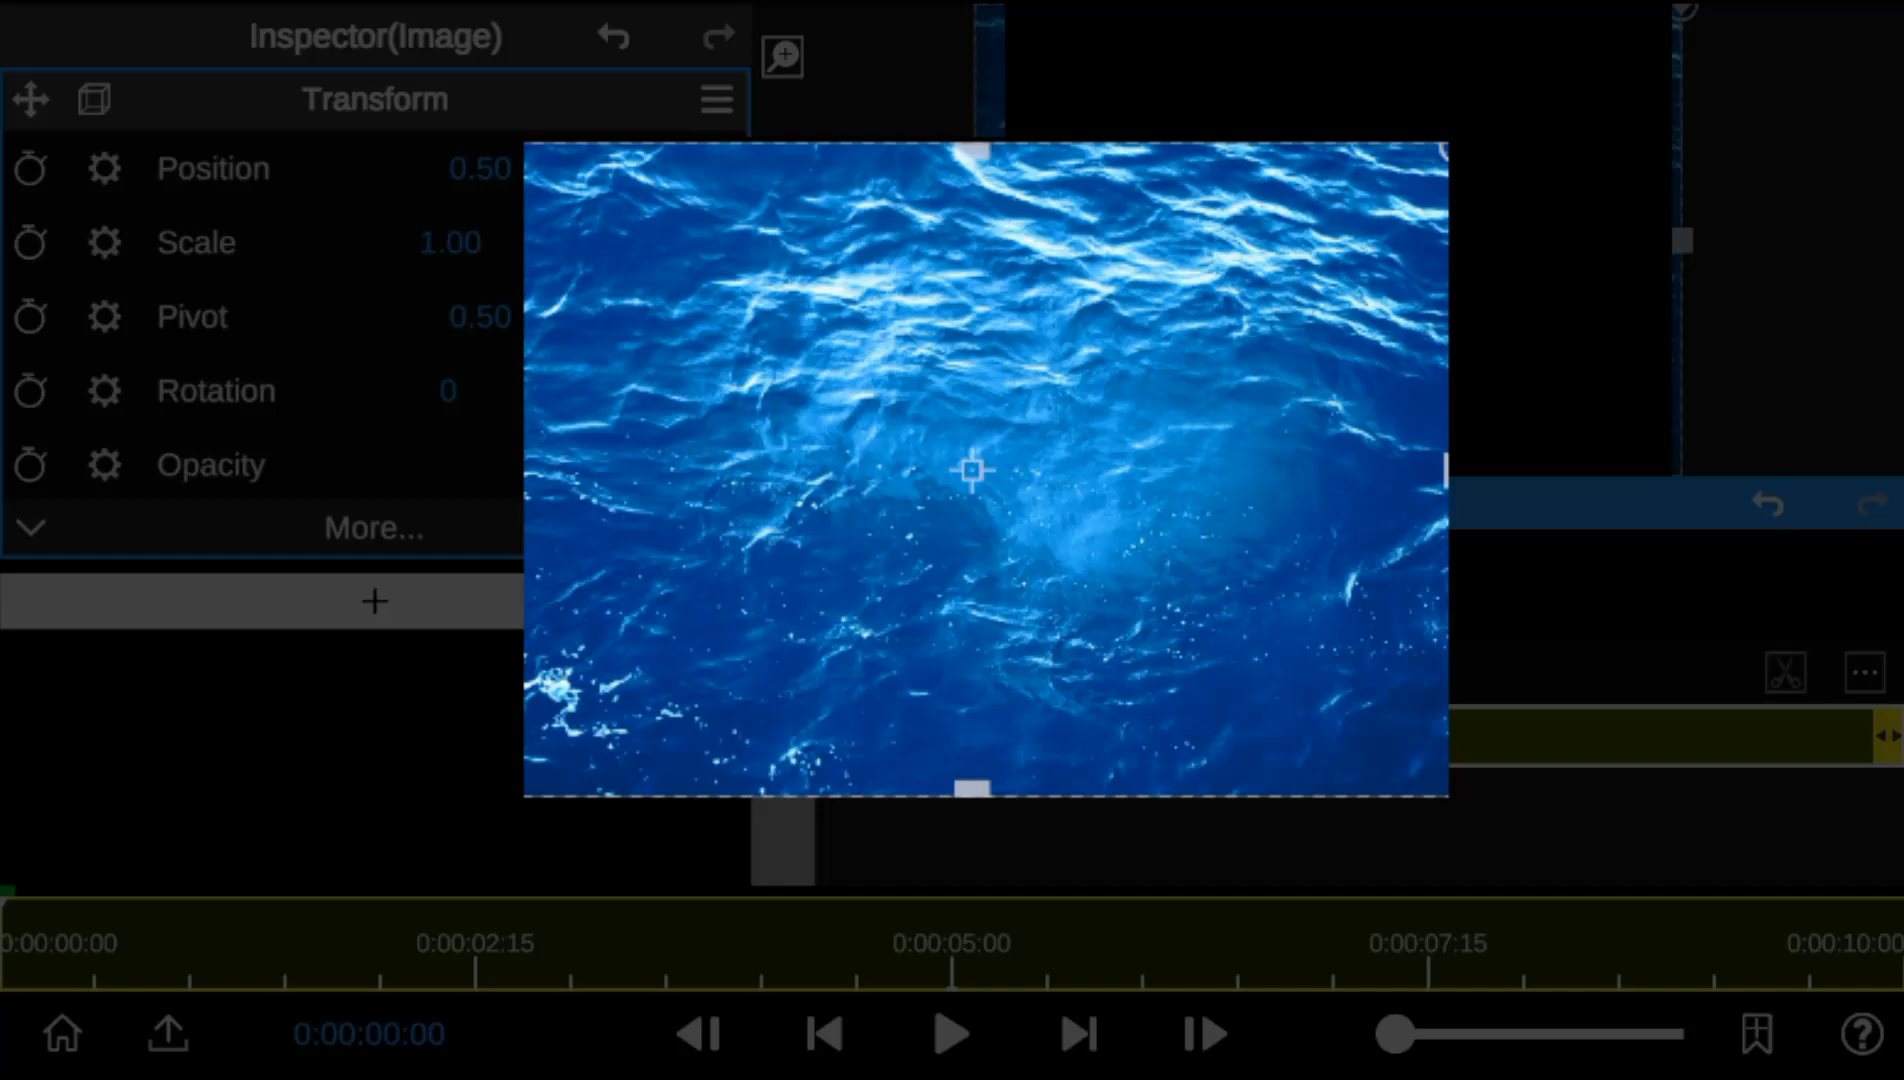 Inspector(Image)
Transform
Position 0.50
Scale 1.00
Pivot 0.50
Rotation 0
Opacity
More...
0:00:00:00 0:00:02:15 0:00:05:00 0:00:07:15 0:00:10:00
0:00:00:00